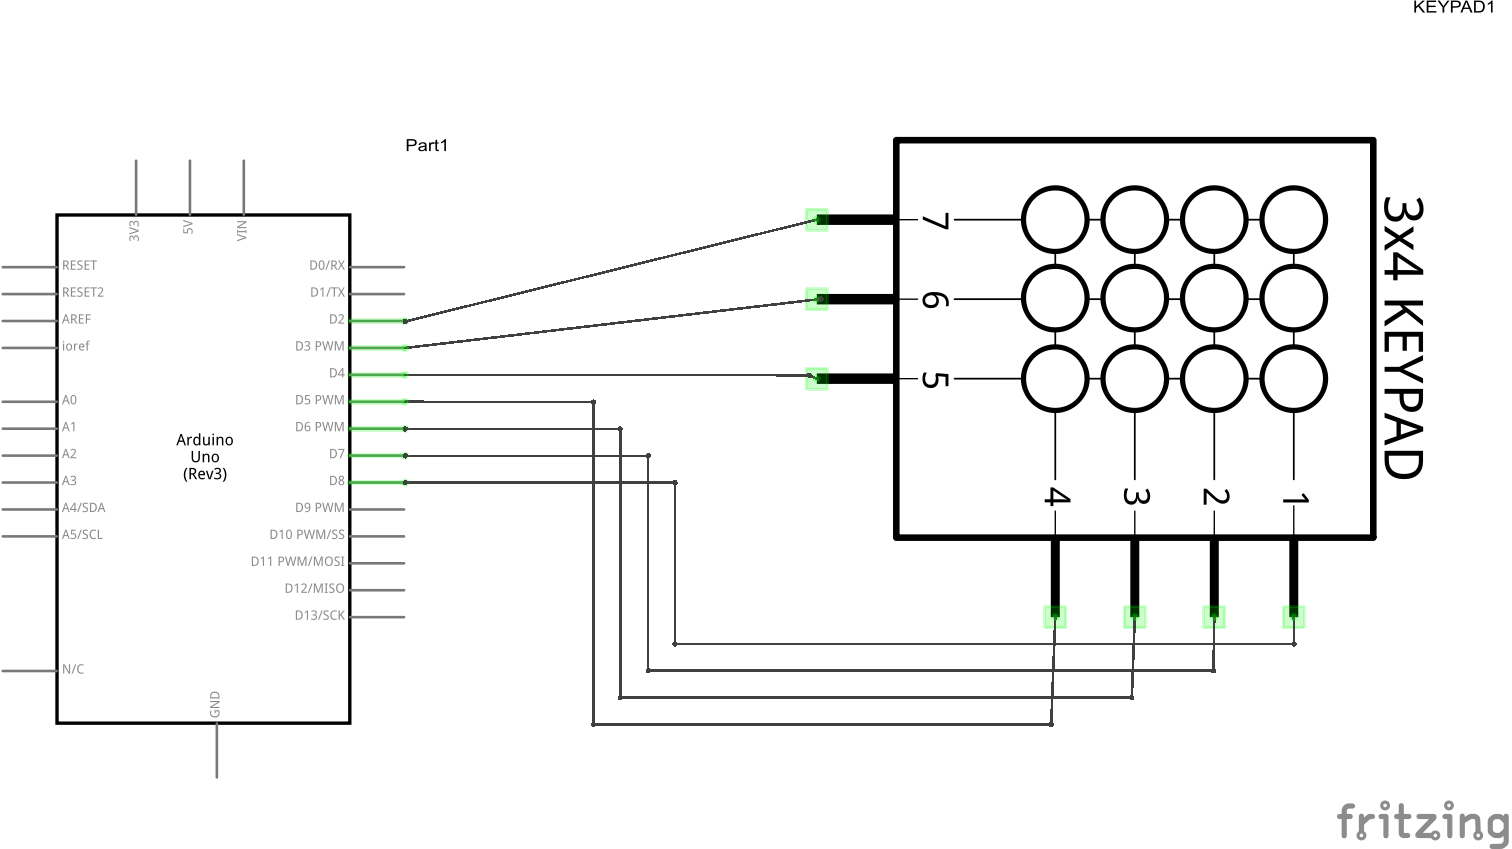 KEYPAD1
Part1
3V3
5V
VIN
RESET
RESET2
AREF
ioref
A0
A1
A2
A3
A4/SDA
A5/SCL
N/C
Arduino
Uno
(Rev3)
D0/RX
D1/TX
D2
D3 PWM
D4
D5 PWM
D6 PWM
D7
D8
D9 PWM
D10 PWM/SS
D11 PWM/MOSI
D12/MISO
D13/SCK
GND
7
6
5
4
3
2
1
3x4 KEYPAD
fritzing